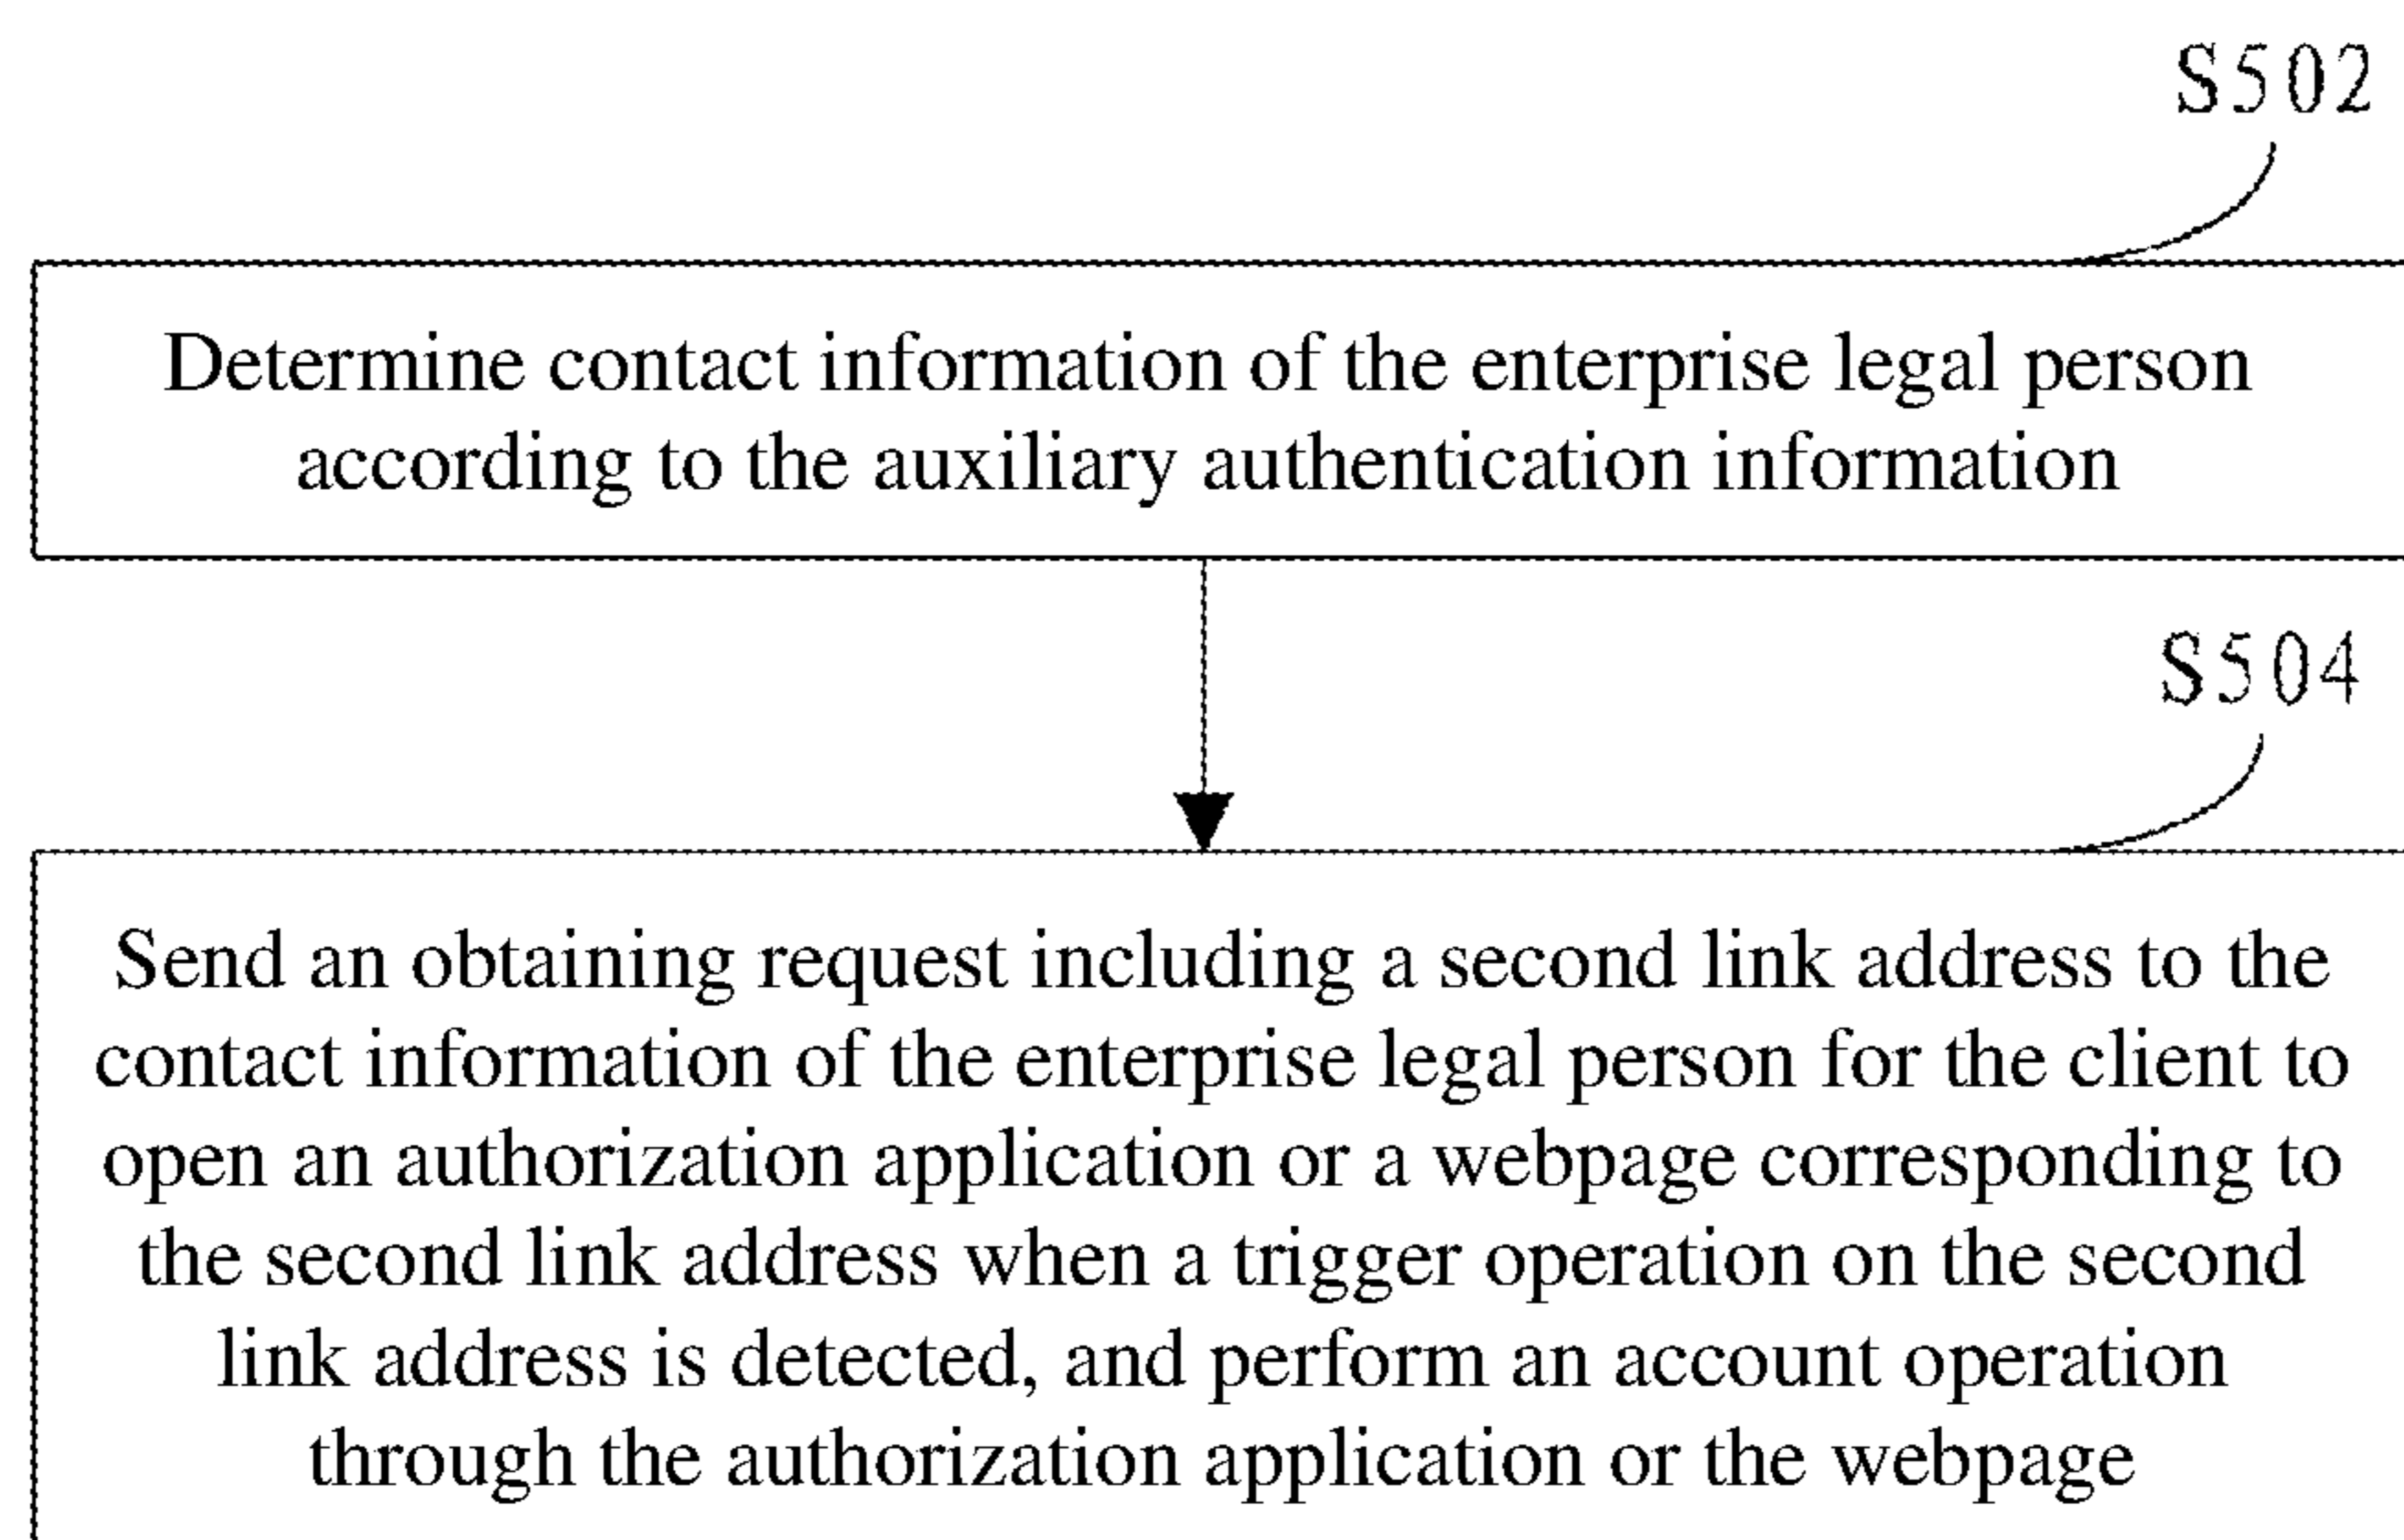 S502
Determine contact information of the enterprise legal person
according to the auxiliary authentication information
S504
Send an obtaining request including a second link address to the
contact information of the enterprise legal person for the client to
open an authorization application or a webpage corresponding to
the second link address when a trigger operation on the second
link address is detected, and perform an account operation
through the authorization application or the webpage